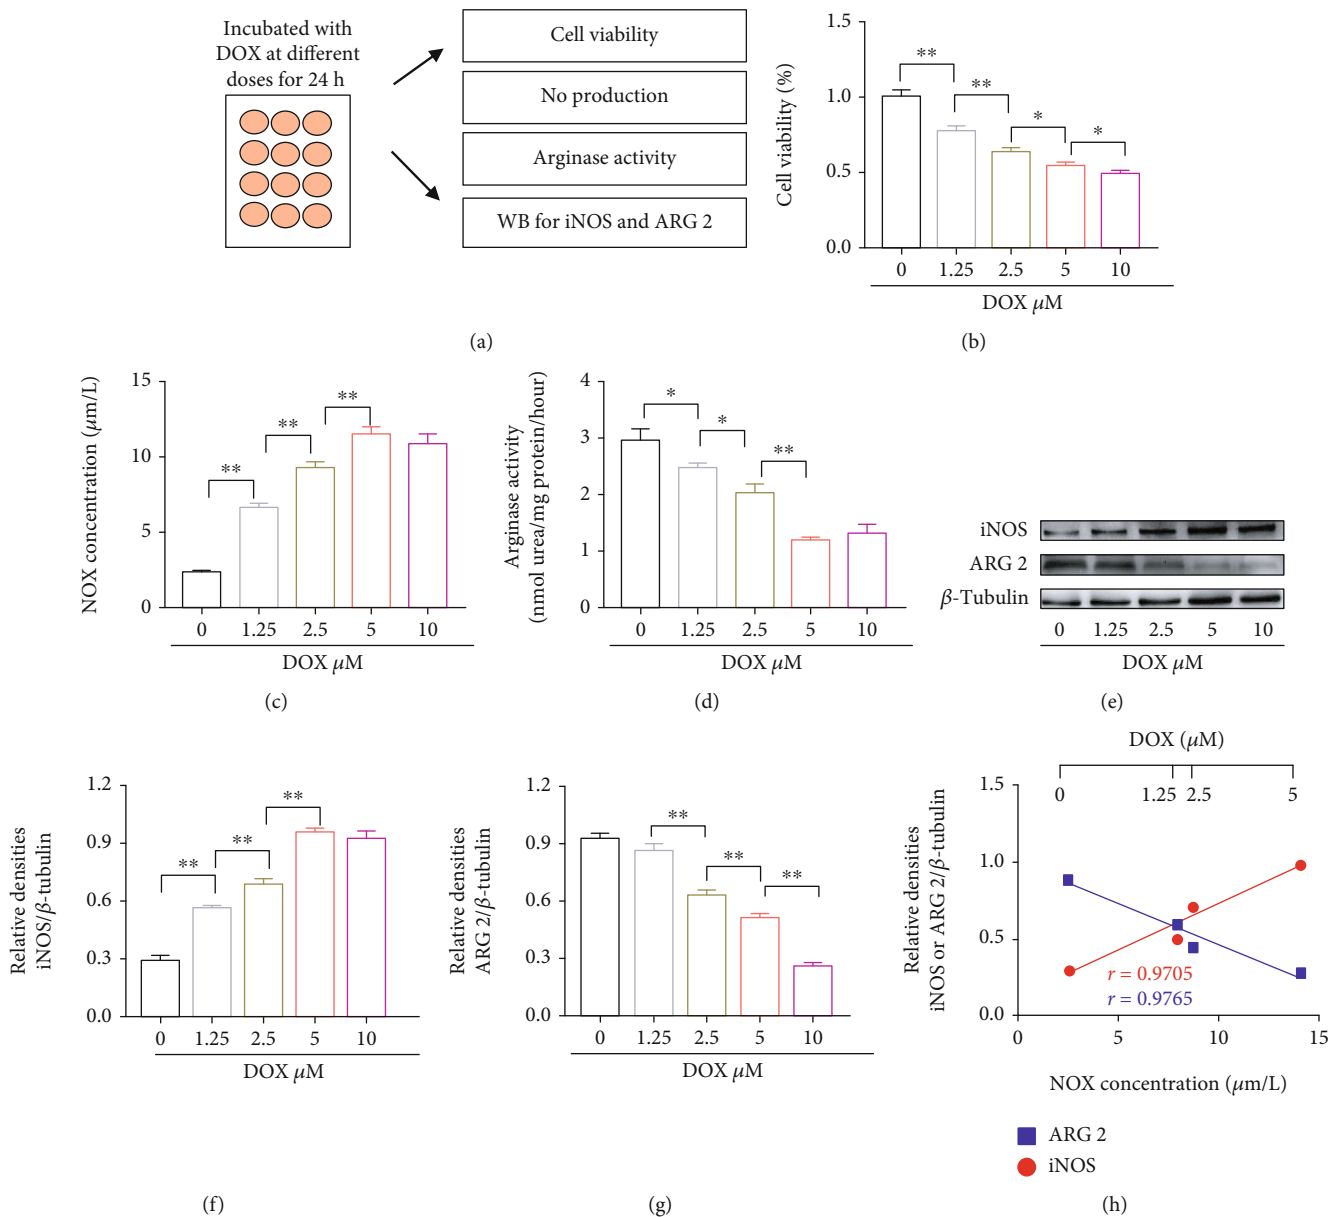 Incubated with
DOX at different
doses for 24 h
Cell viability
No production
Arginase activity
WB for iNOS and ARG 2
(a)
Cell viability (%)
1.5
1.0
0.5
0.0
**
**
*
*
0 1.25 2.5 5 10
DOX μM
(b)
NOX concentration (μm/L)
15
10
5
0
**
**
**
0 1.25 2.5 5 10
DOX μM
(c)
Arginase activity
(nmol urea/mg protein/hour)
4
3
2
1
0
*
*
**
0 1.25 2.5 5 10
DOX μM
(d)
iNOS
ARG 2
β-Tubulin
0 1.25 2.5 5 10
DOX μM
(e)
Relative densities
iNOS/β-tubulin
1.2
0.9
0.6
0.3
0.0
**
**
**
0 1.25 2.5 5 10
DOX μM
(f)
Relative densities
ARG 2/β-tubulin
1.2
0.9
0.6
0.3
0.0
**
**
**
0 1.25 2.5 5 10
DOX μM
(g)
DOX (μM)
0 1.25 2.5 5
Relative densities
iNOS or ARG 2/β-tubulin
1.5
1.0
0.5
0.0
r = 0.9705
r = 0.9765
0 5 10 15
NOX concentration (μm/L)
ARG 2
iNOS
(h)